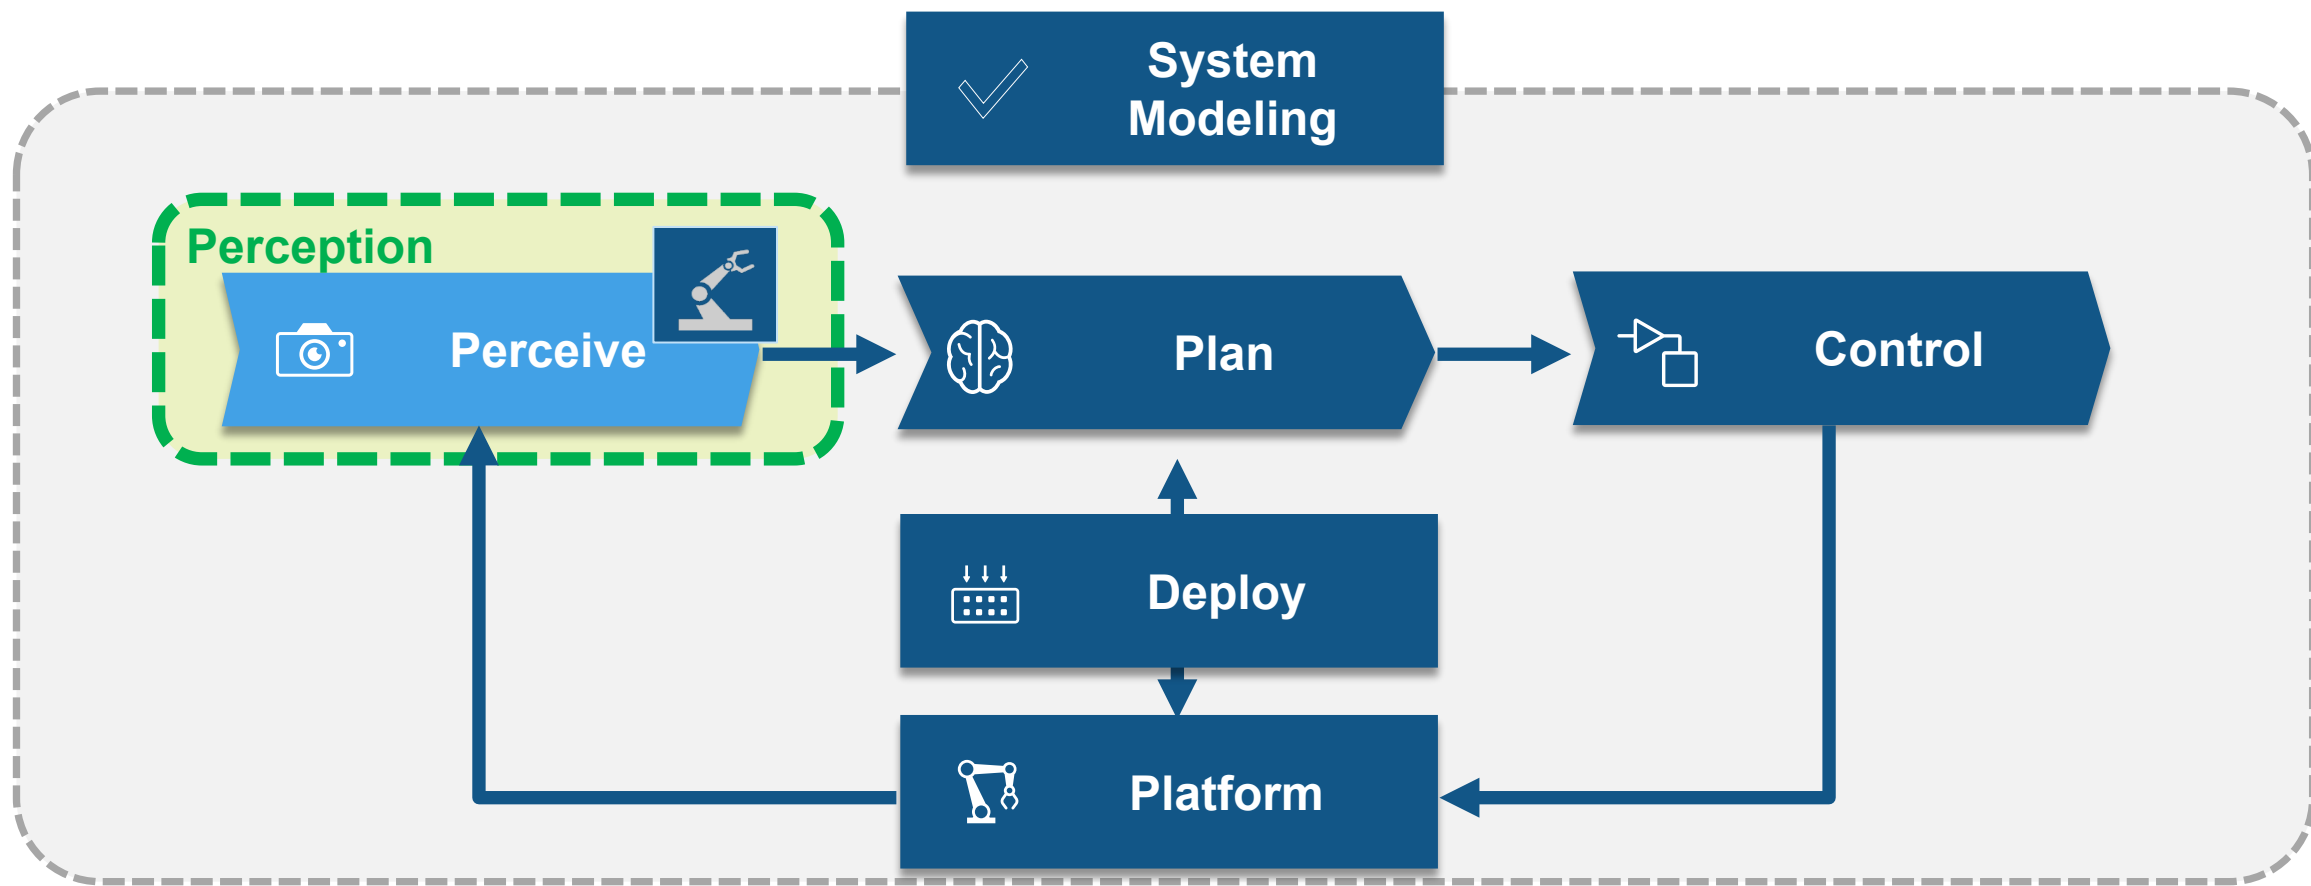 System
Modeling
Perception
Perceive
Plan
Control
Deploy
Platform